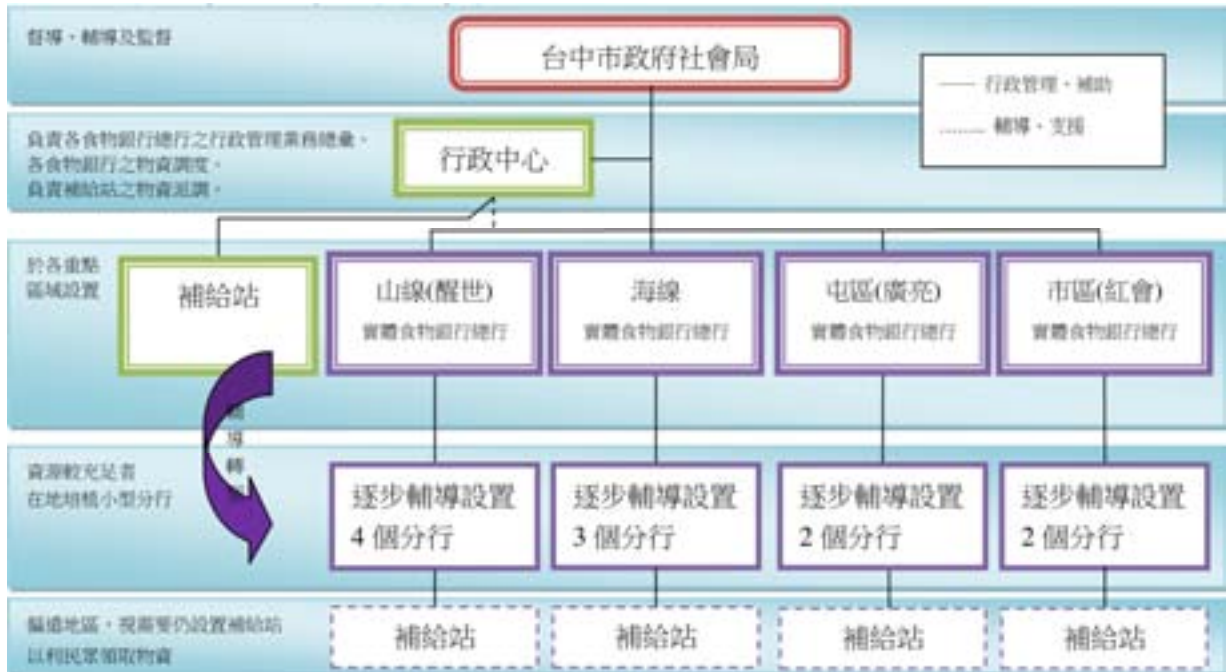 督導、輔導及監督
台中市政府社會局
行政管理、補助
輔導、支援
負責各食物銀行總行之行政管理業務總彙。
各食物銀行之物資調度。
負責補給站之物資巡調。
行政中心
於各重點
區域設置
補給站
山線(醒世)
實體食物銀行總行
海線
實體食物銀行總行
屯區(廣亮)
實體食物銀行總行
市區(紅會)
實體食物銀行總行
導
轉
資源較充足者
在地培植小型分行
逐步輔導設置
4 個分行
逐步輔導設置
3 個分行
逐步輔導設置
2 個分行
逐步輔導設置
2 個分行
偏遠地區，視需要仍設置補給站
以利民眾領取物資
補給站
補給站
補給站
補給站